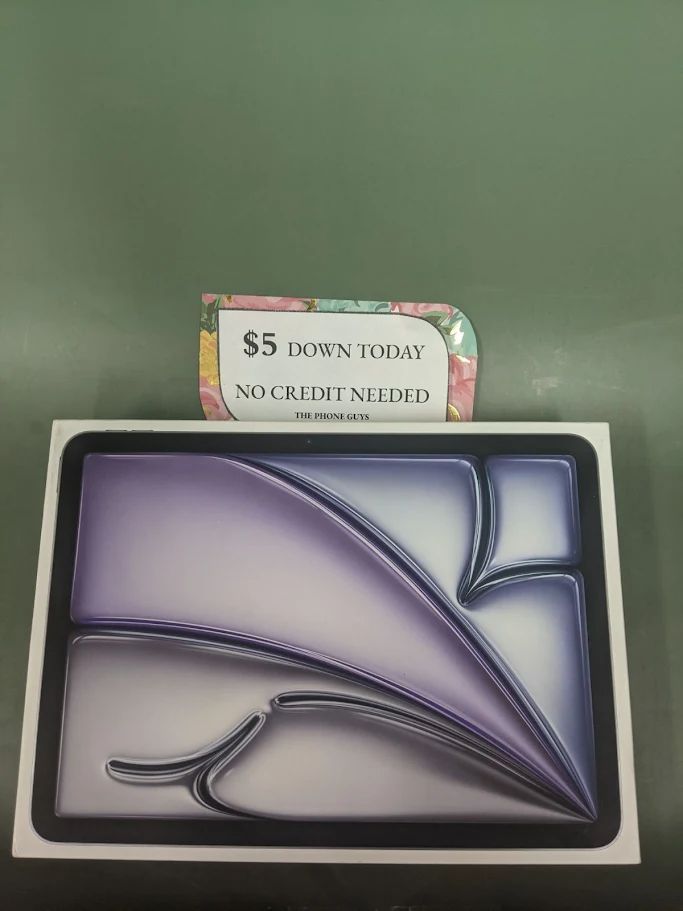 $5 DOWN TODAY
NO CREDIT NEEDED
THE PHONE GUYS